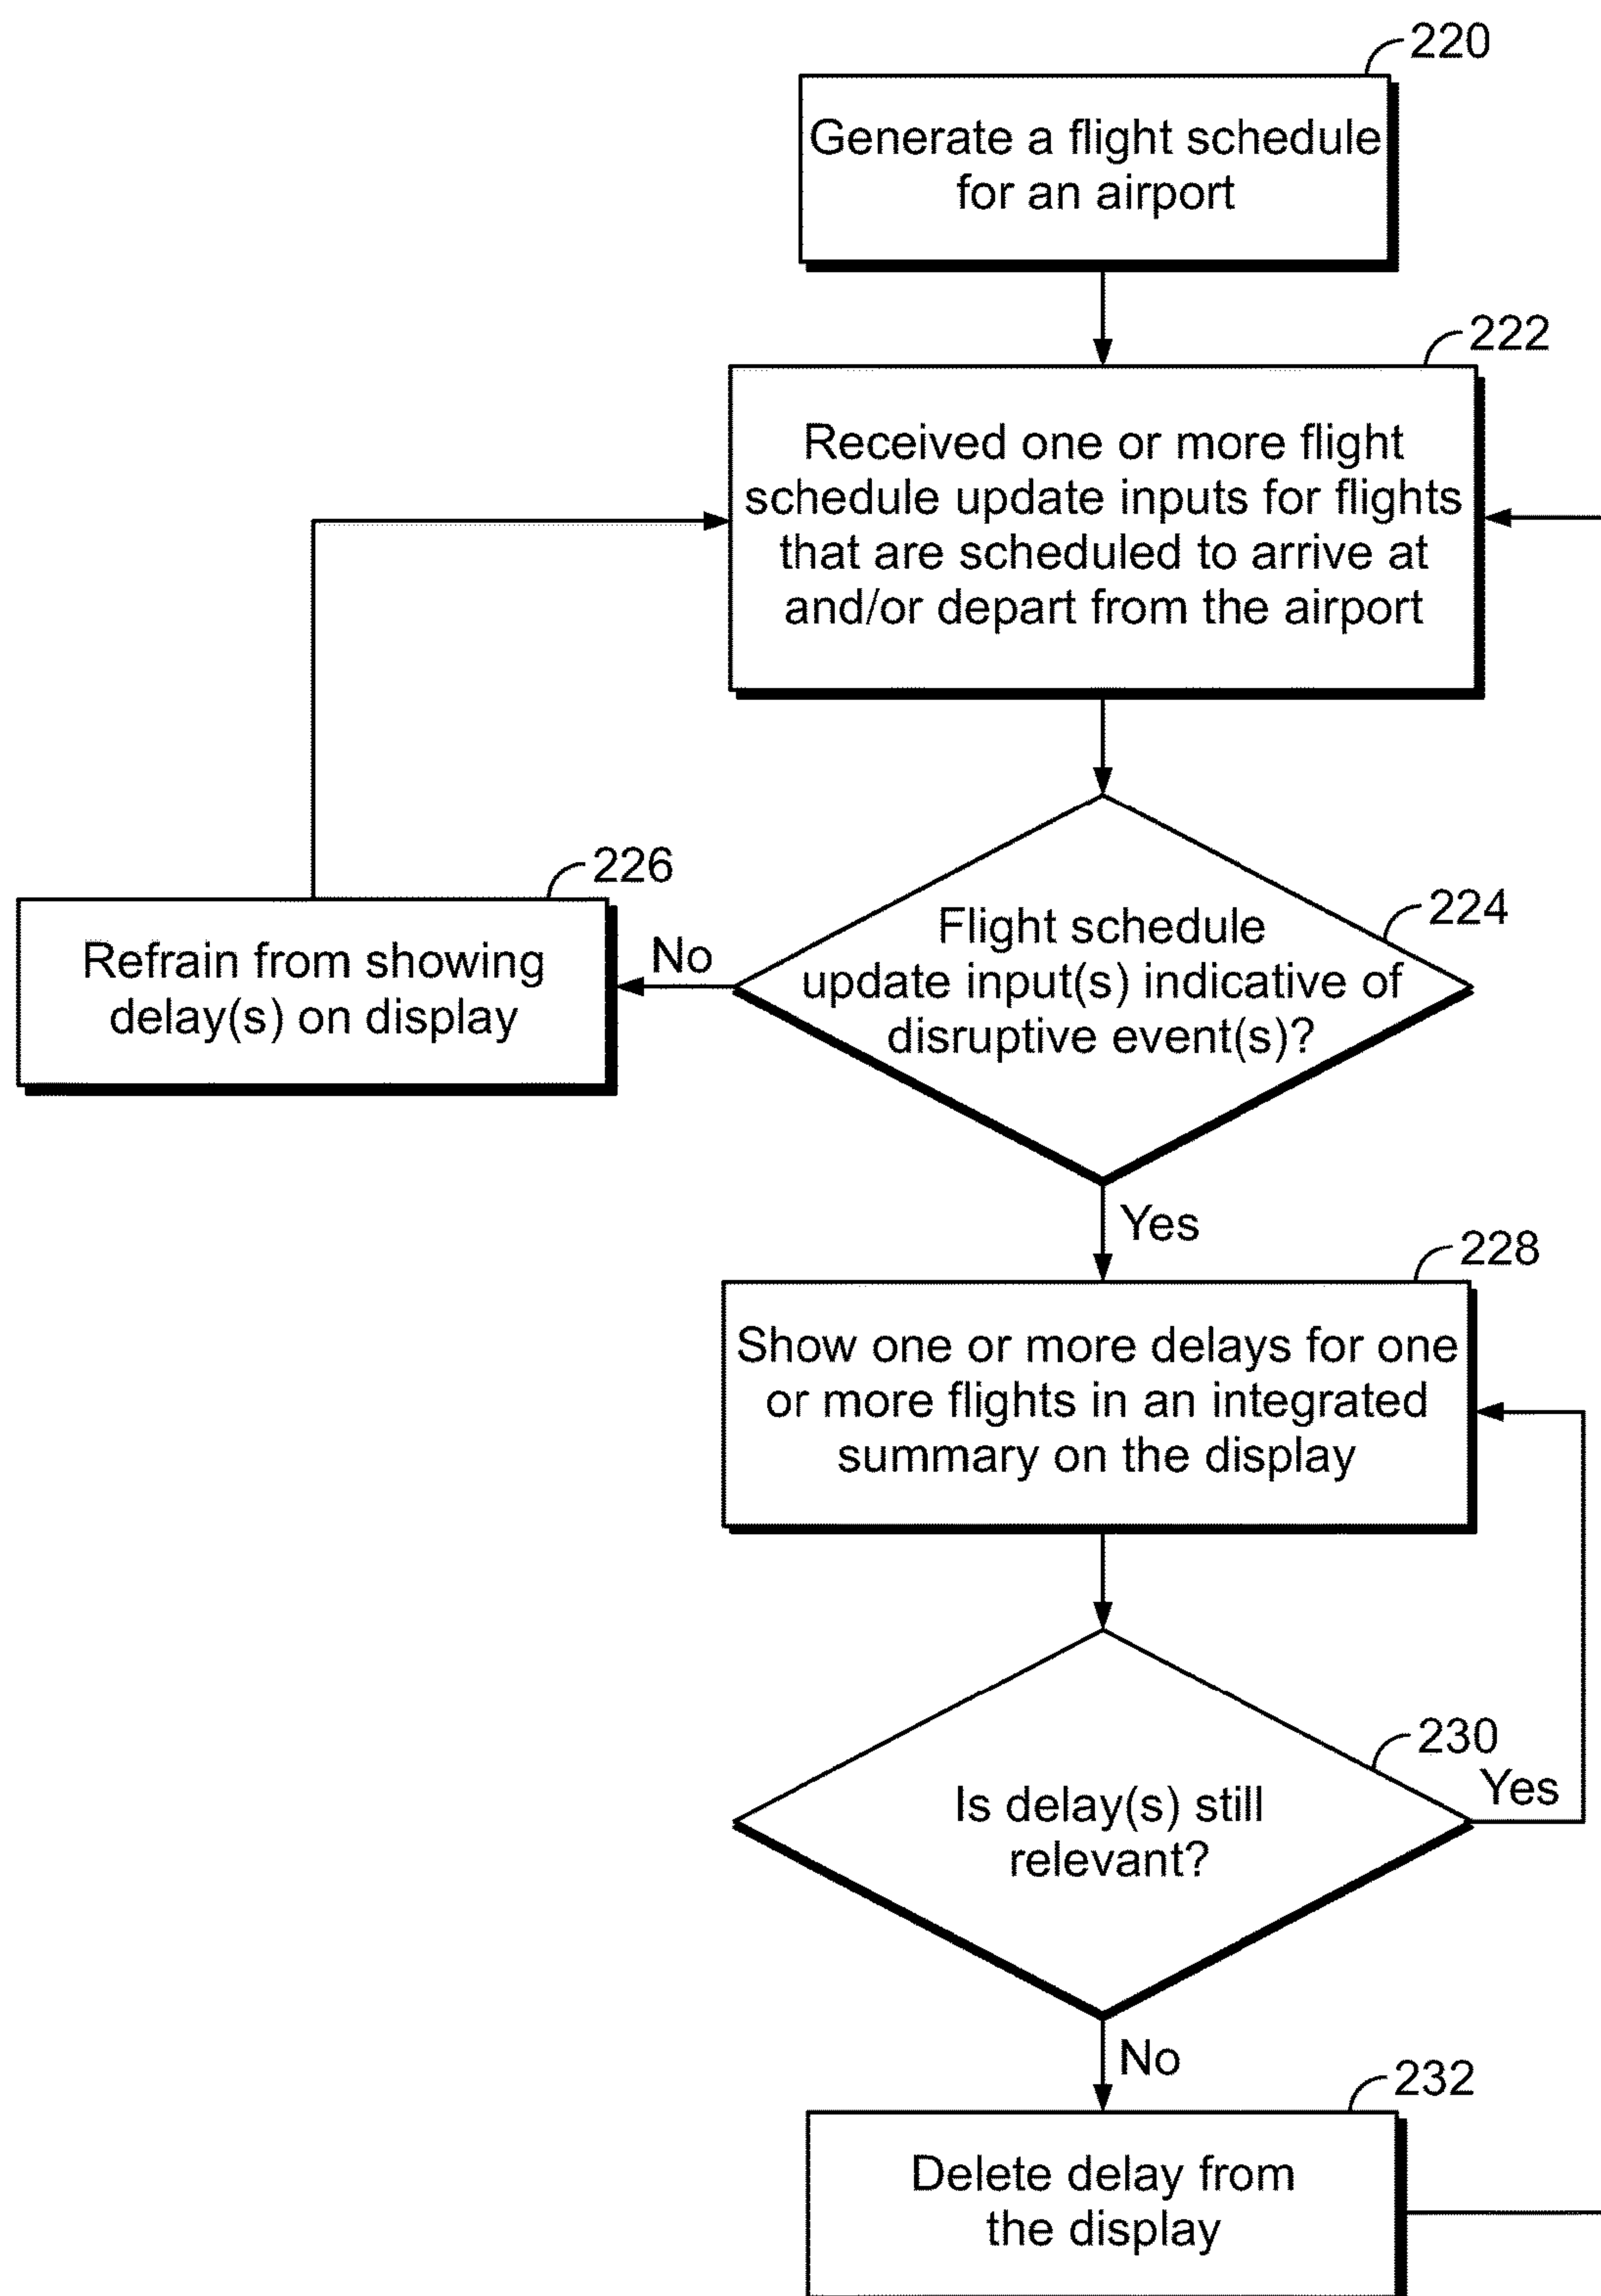 220
Generate a flight schedule
for an airport
222
Received one or more flight
schedule update inputs for flights
that are scheduled to arrive at
and/or depart from the airport
226
Refrain from showing
delay(s) on display
No
224
Flight schedule
update input(s) indicative of
disruptive event(s)?
Yes
228
Show one or more delays for one
or more flights in an integrated
summary on the display
230
Is delay(s) still
relevant?
Yes
No
232
Delete delay from
the display